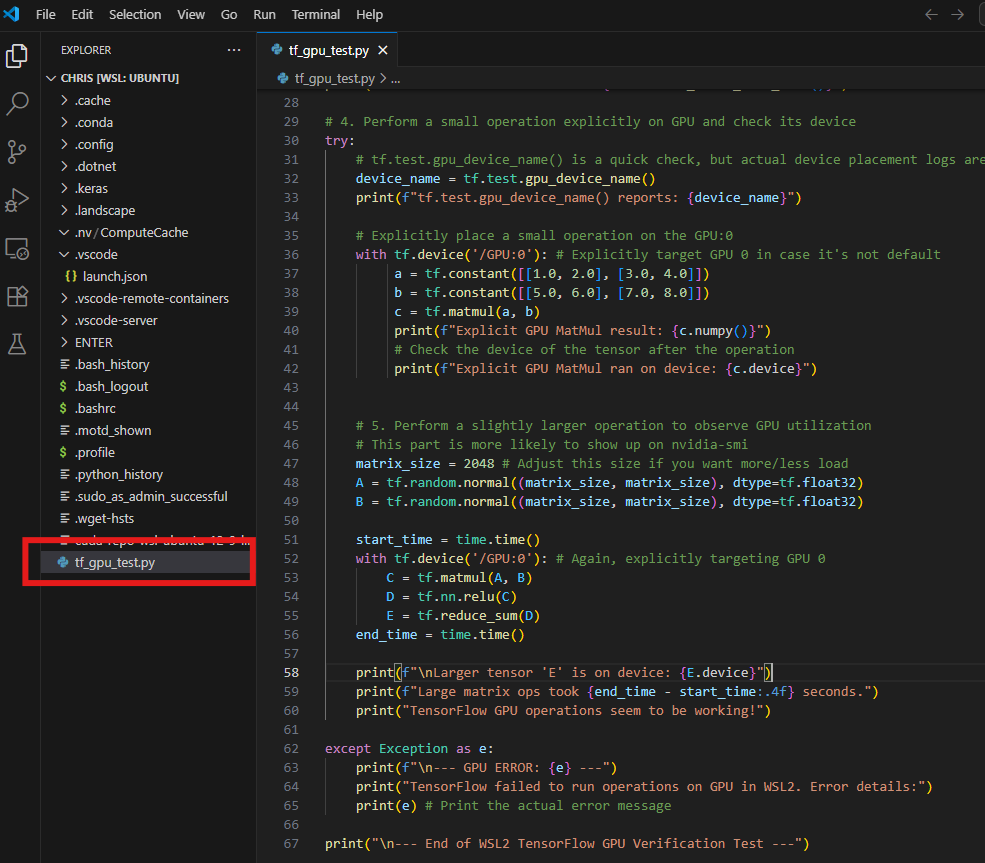 File Edit Selection View Go Run Terminal Help
EXPLORER
CHRIS [WSL: UBUNTU]
.cache
.conda
.config
.dotnet
.keras
.landscape
.nv / ComputeCache
.vscode
{} launch.json
.vscode-remote-containers
.vscode-server
ENTER
.bash_history
.bash_logout
$ .bashrc
.motd_shown
$ .profile
.python_history
.sudo_as_admin_successful
.wget-hsts
tf_gpu_test.py
tf_gpu_test.py
tf_gpu_test.py > ...
28
29 # 4. Perform a small operation explicitly on GPU and check its device
30 try:
31 # tf.test.gpu_device_name() is a quick check, but actual device placement logs are
32 device_name = tf.test.gpu_device_name()
33 print(f"tf.test.gpu_device_name() reports: {device_name}")
34
35 # Explicitly place a small operation on the GPU:0
36 with tf.device('/GPU:0'): # Explicitly target GPU 0 in case it's not default
37 a = tf.constant([[1.0, 2.0], [3.0, 4.0]])
38 b = tf.constant([[5.0, 6.0], [7.0, 8.0]])
39 c = tf.matmul(a, b)
40 print(f"Explicit GPU MatMul result: {c.numpy()}")
41 # Check the device of the tensor after the operation
42 print(f"Explicit GPU MatMul ran on device: {c.device}")
43
44
45 # 5. Perform a slightly larger operation to observe GPU utilization
46 # This part is more likely to show up on nvidia-smi
47 matrix_size = 2048 # Adjust this size if you want more/less load
48 A = tf.random.normal((matrix_size, matrix_size), dtype=tf.float32)
49 B = tf.random.normal((matrix_size, matrix_size), dtype=tf.float32)
50
51 start_time = time.time()
52 with tf.device('/GPU:0'): # Again, explicitly targeting GPU 0
53 C = tf.matmul(A, B)
54 D = tf.nn.relu(C)
55 E = tf.reduce_sum(D)
56 end_time = time.time()
57
58 print(f"\nLarger tensor 'E' is on device: {E.device}")
59 print(f"Large matrix ops took {end_time - start_time:.4f} seconds.")
60 print("TensorFlow GPU operations seem to be working!")
61
62 except Exception as e:
63 print(f"\n--- GPU ERROR: {e} ---")
64 print("TensorFlow failed to run operations on GPU in WSL2. Error details:")
65 print(e) # Print the actual error message
66
67 print("\n--- End of WSL2 TensorFlow GPU Verification Test ---")